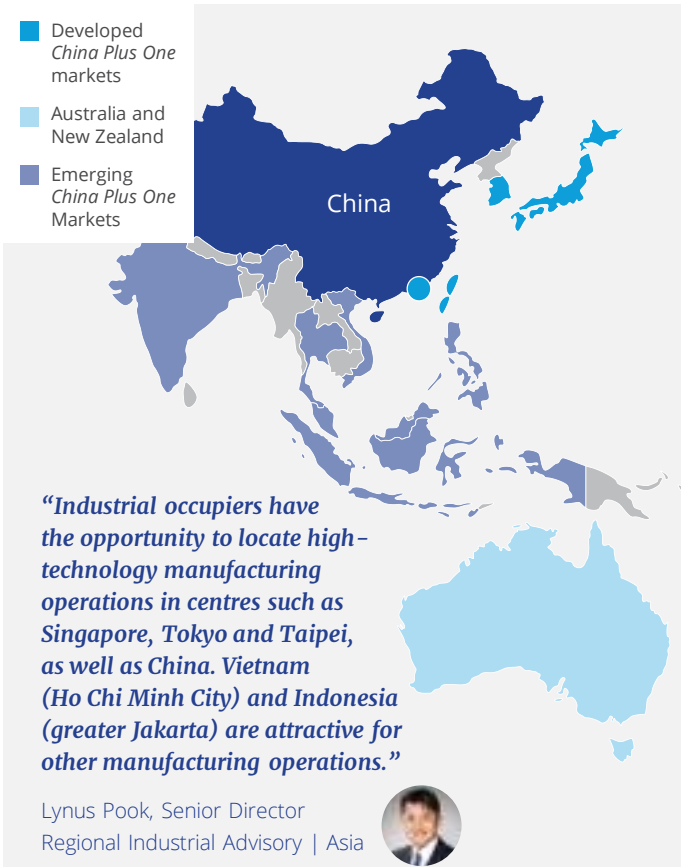 Developed
China Plus One
markets
Australia and
New Zealand
Emerging
China Plus One
Markets
China
“Industrial occupiers have
the opportunity to locate high-
technology manufacturing
operations in centres such as
Singapore, Tokyo and Taipei,
as well as China. Vietnam
(Ho Chi Minh City) and Indonesia
(greater Jakarta) are attractive for
other manufacturing operations.”
Lynus Pook, Senior Director
Regional Industrial Advisory | Asia